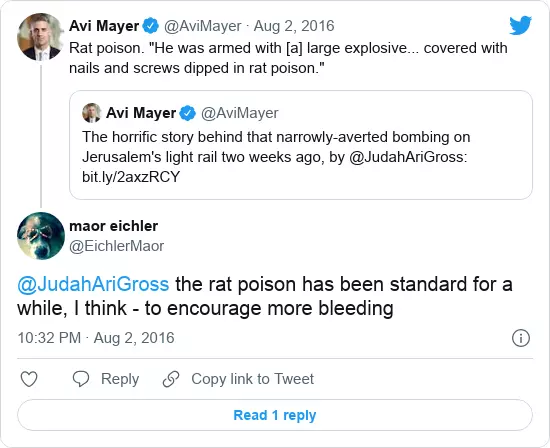 Avi Mayer @AviMayer · Aug 2, 2016
Rat poison. "He was armed with [a] large explosive... covered with
nails and screws dipped in rat poison."
Avi Mayer @AviMayer
The horrific story behind that narrowly-averted bombing on
Jerusalem's light rail two weeks ago, by @JudahAriGross:
bit.ly/2axzRCY
maor eichler
@EichlerMaor
@JudahAriGross the rat poison has been standard for a
while, I think - to encourage more bleeding
10:32 PM · Aug 2, 2016
Reply Copy link to Tweet
Read 1 reply